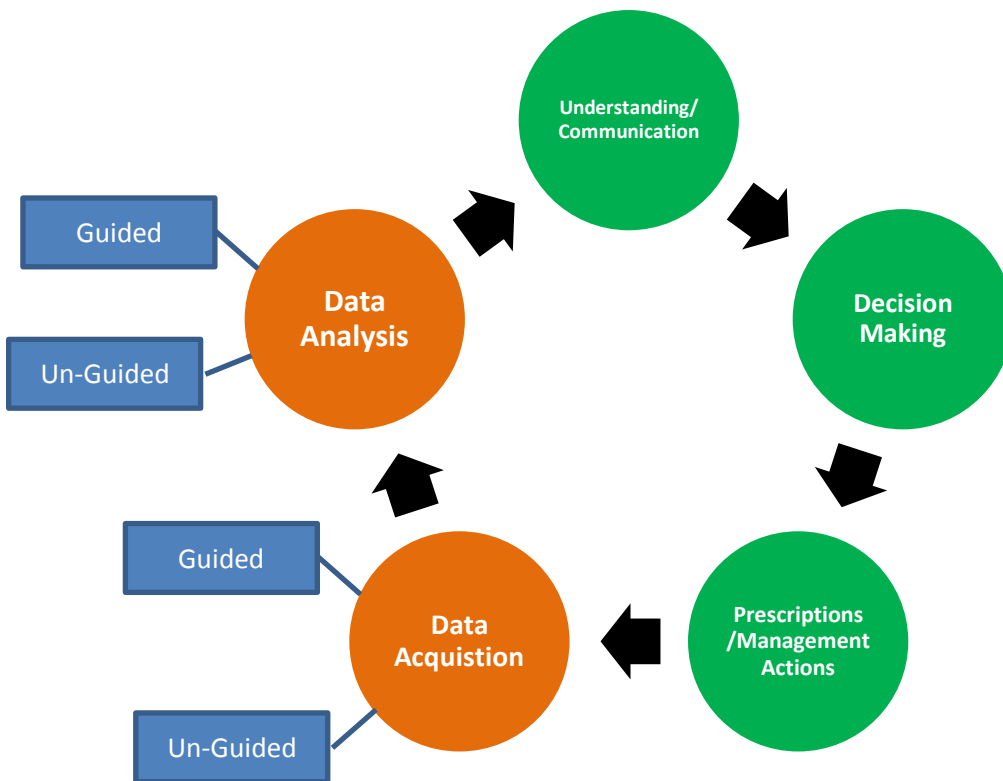 Understanding/
Communication
Guided
Data
Analysis
Un-Guided
Decision
Making
Guided
Data
Acquistion
Un-Guided
Prescriptions
/Management
Actions